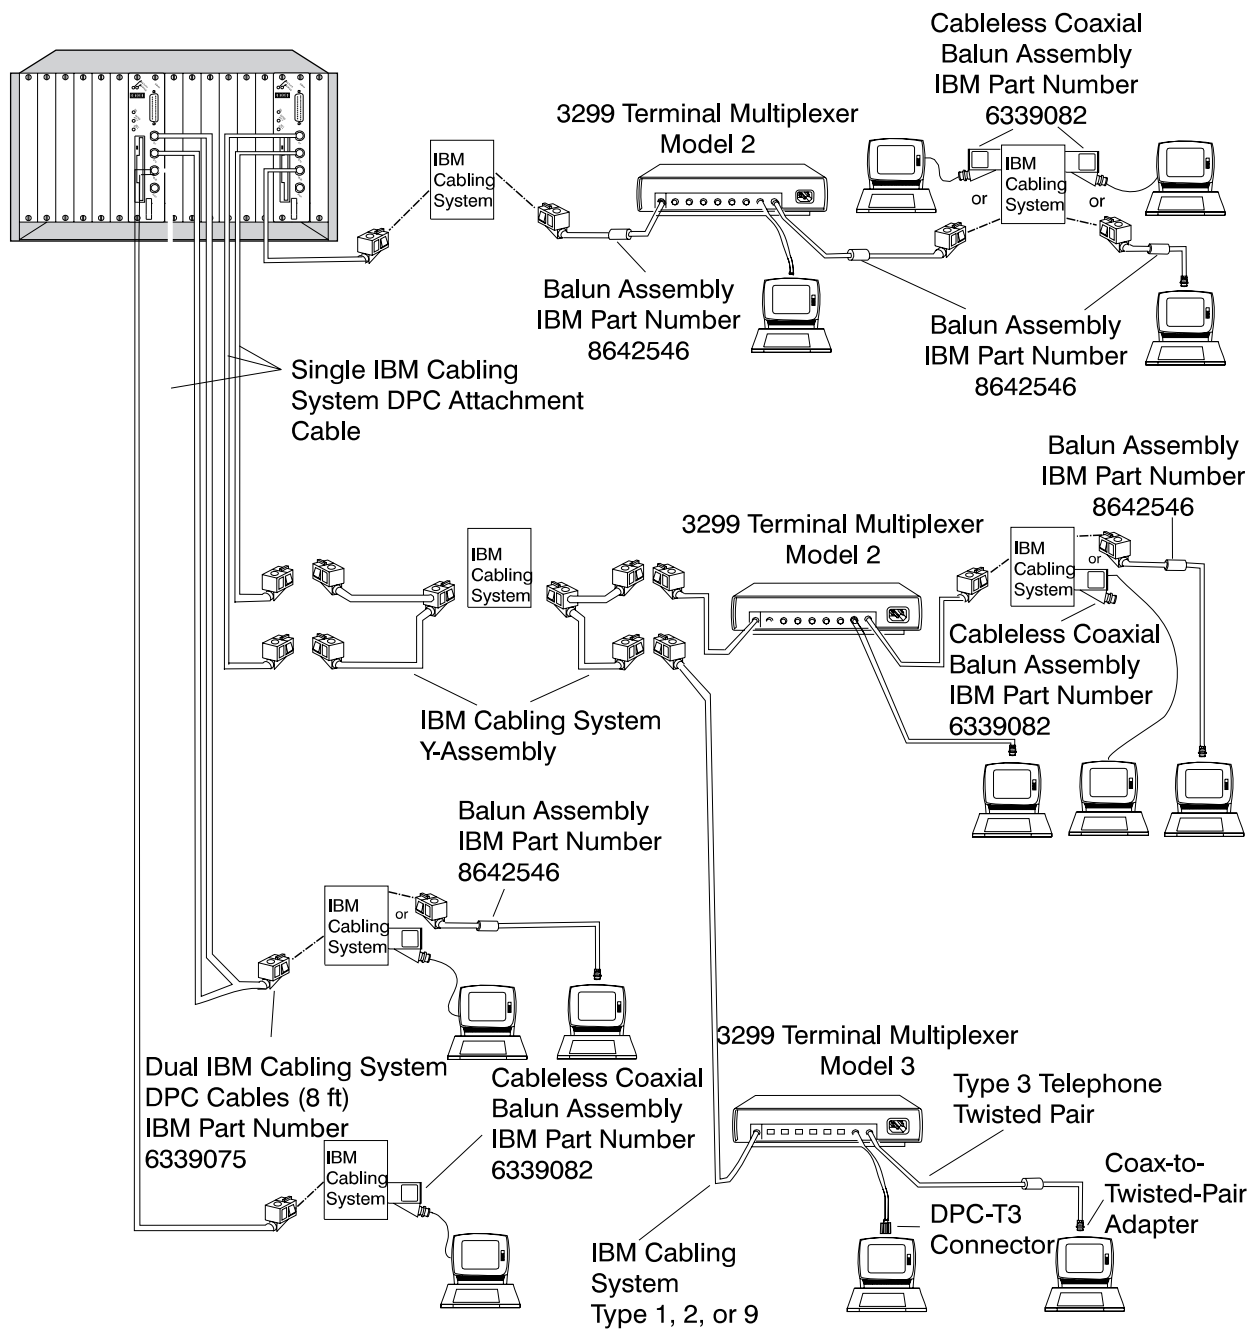 Cableless Coaxial
Balun Assembly
IBM Part Number
6339082
3299 Terminal Multiplexer
Model 2
IBM
Cabling
System
IBM
Cabling
System
or
or
Balun Assembly
IBM Part Number
8642546
Balun Assembly
IBM Part Number
8642546
Single IBM Cabling
System DPC Attachment
Cable
Balun Assembly
IBM Part Number
8642546
3299 Terminal Multiplexer
Model 2
IBM
Cabling
System
IBM
Cabling
System
or
Cableless Coaxial
Balun Assembly
IBM Part Number
6339082
IBM Cabling System
Y-Assembly
Balun Assembly
IBM Part Number
8642546
IBM
Cabling
System
or
3299 Terminal Multiplexer
Model 3
Dual IBM Cabling System
DPC Cables (8 ft)
IBM Part Number
6339075
Cableless Coaxial
Balun Assembly
IBM Part Number
6339082
Type 3 Telephone
Twisted Pair
IBM
Cabling
System
Coax-to-
Twisted-Pair
Adapter
DPC-T3
Connector
IBM Cabling
System
Type 1, 2, or 9